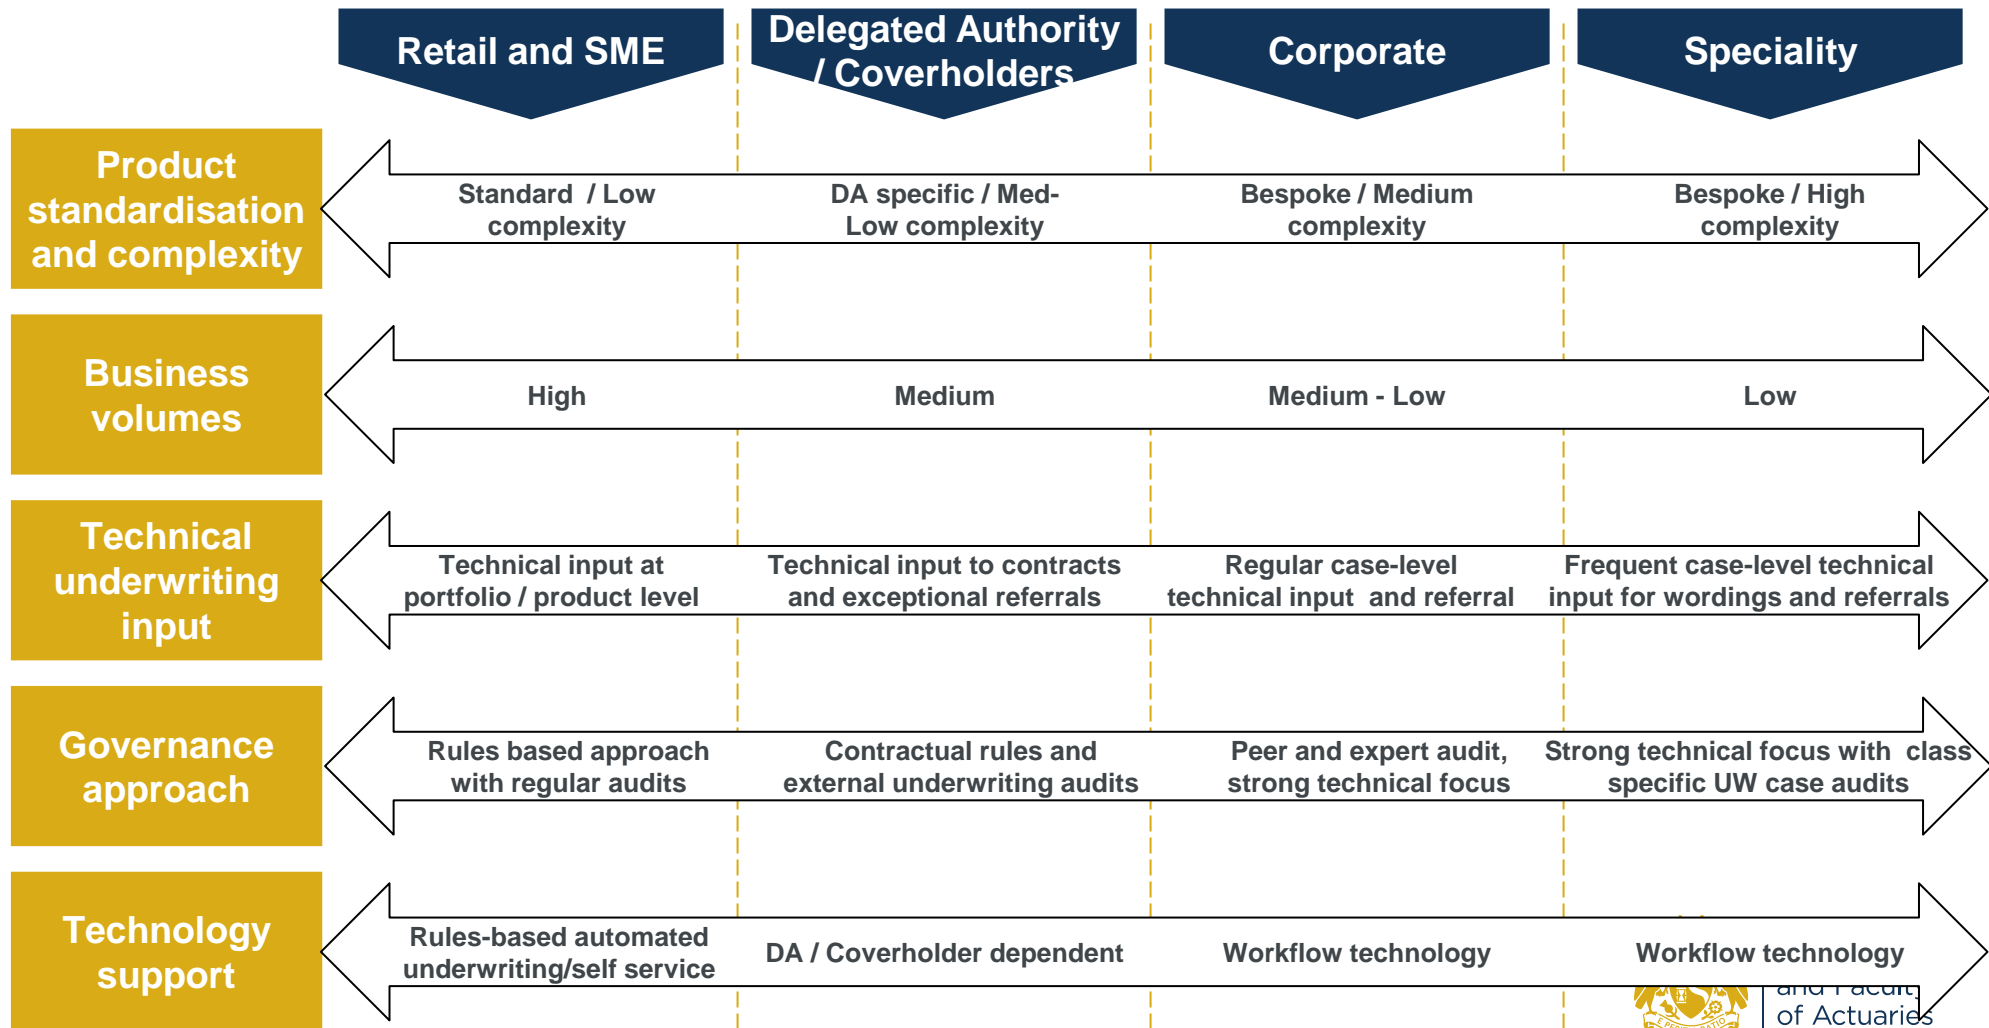 Retail and SME
Delegated Authority
/ Coverholders
Corporate
Speciality
Product
standardisation
and complexity
Standard / Low
complexity
DA specific / Med-
Low complexity
Bespoke / Medium
complexity
Bespoke / High
complexity
Business
volumes
High
Medium
Medium - Low
Low
Technical
underwriting
input
Technical input at
portfolio / product level
Technical input to contracts
and exceptional referrals
Regular case-level
technical input and referral
Frequent case-level technical
input for wordings and referrals
Governance
approach
Rules based approach
with regular audits
Contractual rules and
external underwriting audits
Peer and expert audit,
strong technical focus
Strong technical focus with class
specific UW case audits
Technology
support
Rules-based automated
underwriting/self service
DA / Coverholder dependent
Workflow technology
Workflow technology
and Faculty
of Actuaries